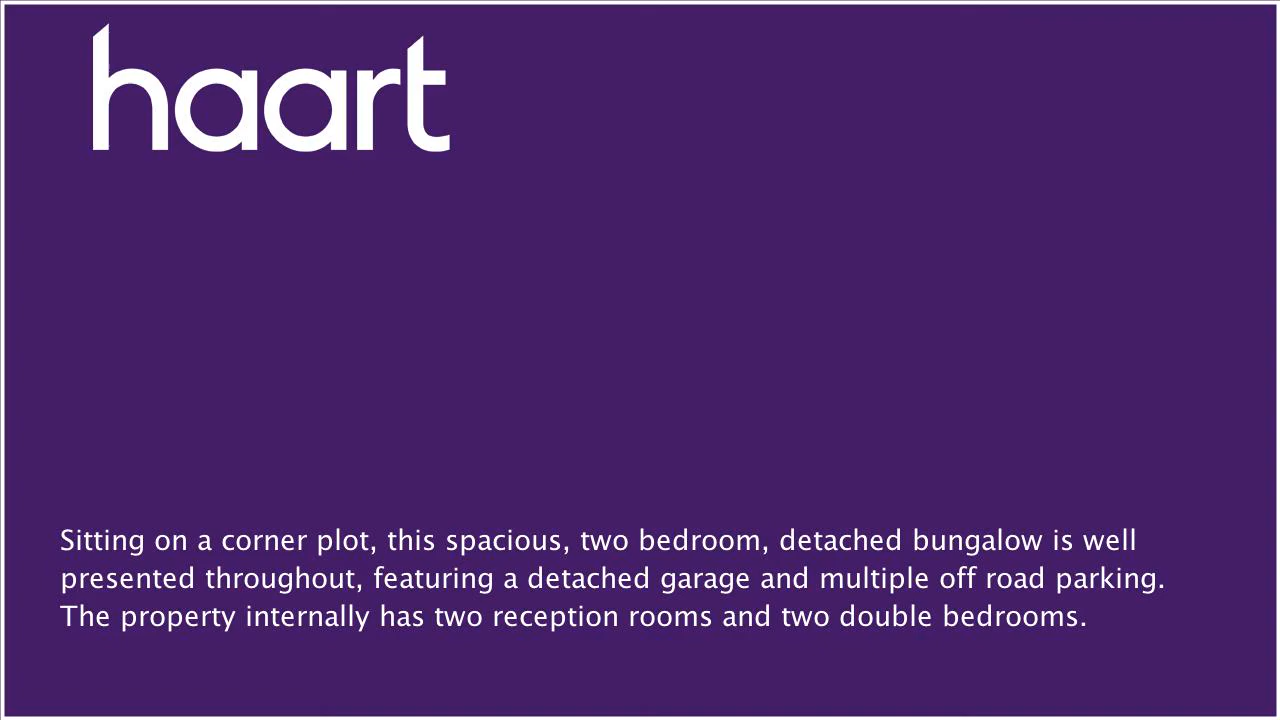 haart
Sitting on a corner plot, this spacious, two bedroom, detached bungalow is well
presented throughout, featuring a detached garage and multiple off road parking.
The property internally has two reception rooms and two double bedrooms.